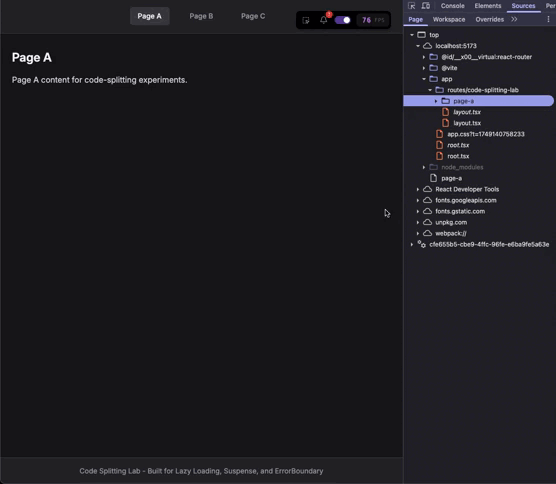 Page A Page B Page C
! 76 FPS
Page A
Page A content for code-splitting experiments.
Code Splitting Lab - Built for Lazy Loading, Suspense, and ErrorBoundary
Console Elements Sources Per
Page Workspace Overrides
top
localhost:5173
@id/__x00__virtual:react-router
@vite
app
routes/code-splitting-lab
page-a
layout.tsx
layout.tsx
app.css?t=1749140758233
root.tsx
root.tsx
node_modules
page-a
React Developer Tools
fonts.googleapis.com
fonts.gstatic.com
unpkg.com
webpack://
cfe655b5-cbe9-4ffc-96fe-e6ba9fe5a63e